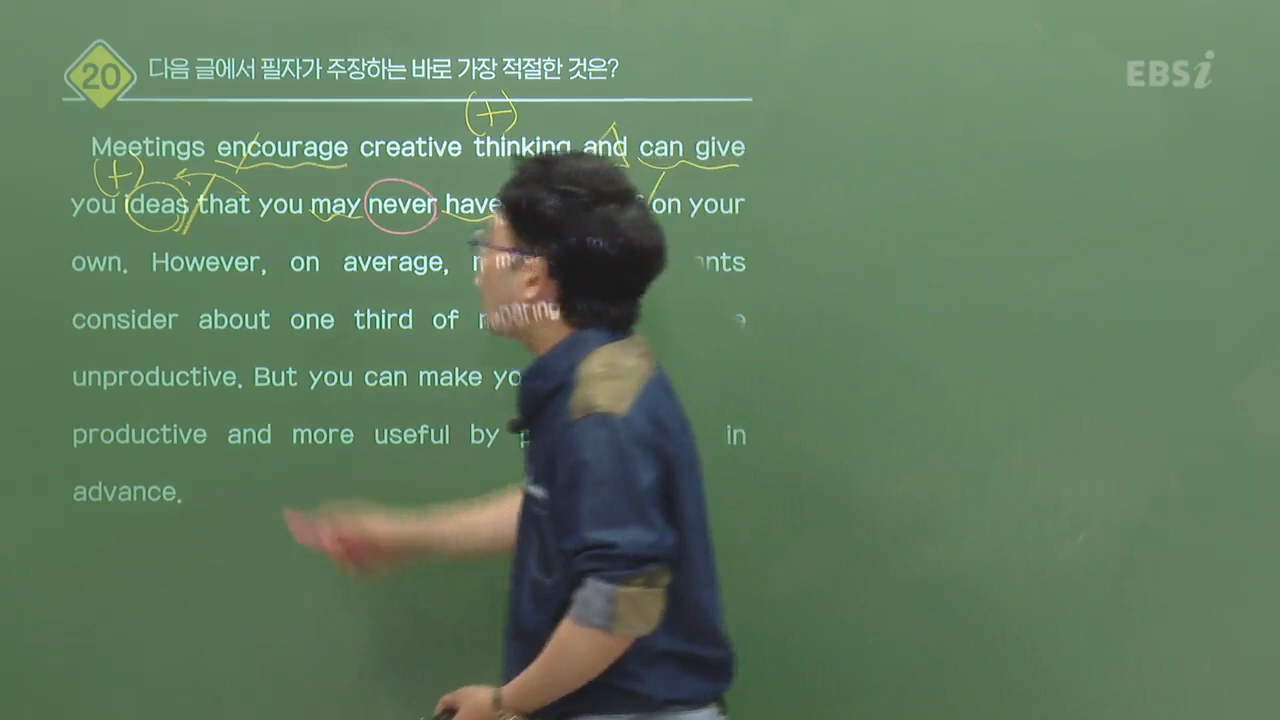 20 다음 글에서 필자가 주장하는 바로 가장 적절한 것은?
EBSi
(+)
Meetings encourage creative thinking and can give
(+)
you ideas that you may never have on your
own. However, on average,
consider about one third of
unproductive. But you can make
productive and more useful by in
advance.